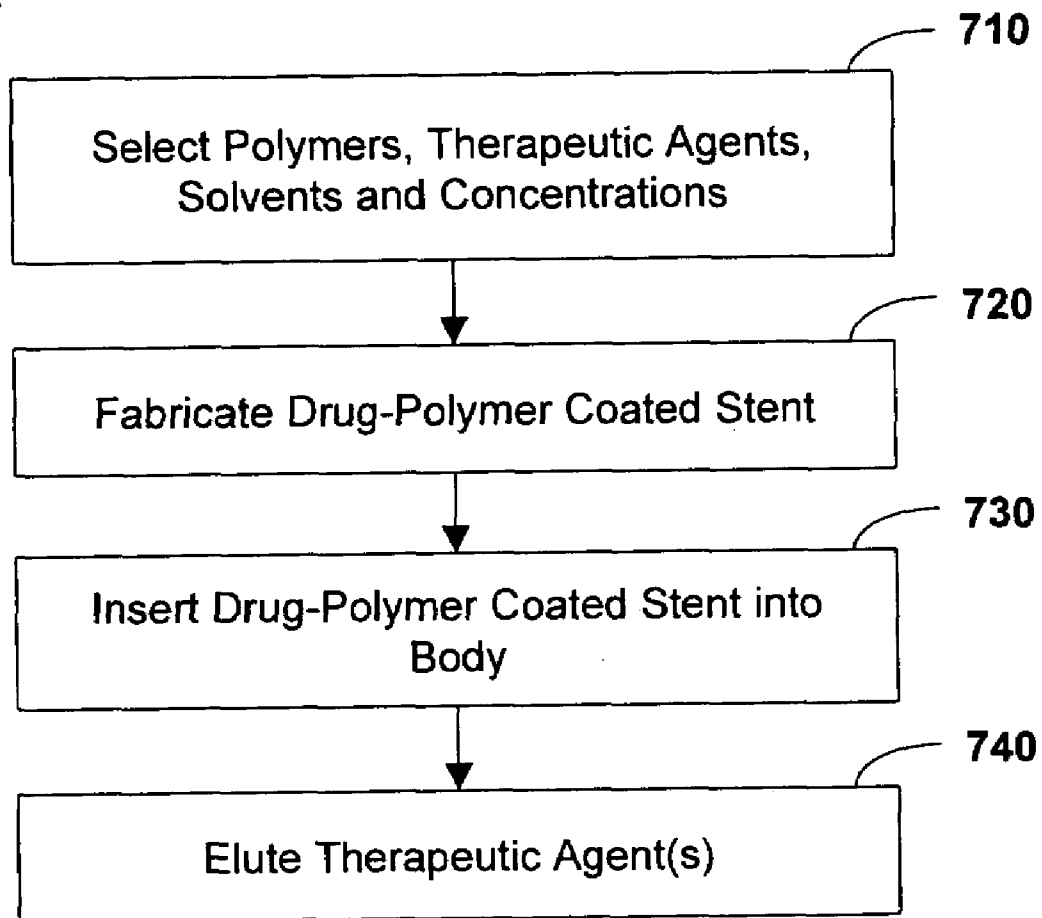 710
Select Polymers, Therapeutic Agents,
Solvents and Concentrations
720
Fabricate Drug-Polymer Coated Stent
730
Insert Drug-Polymer Coated Stent into
Body
740
Elute Therapeutic Agent(s)